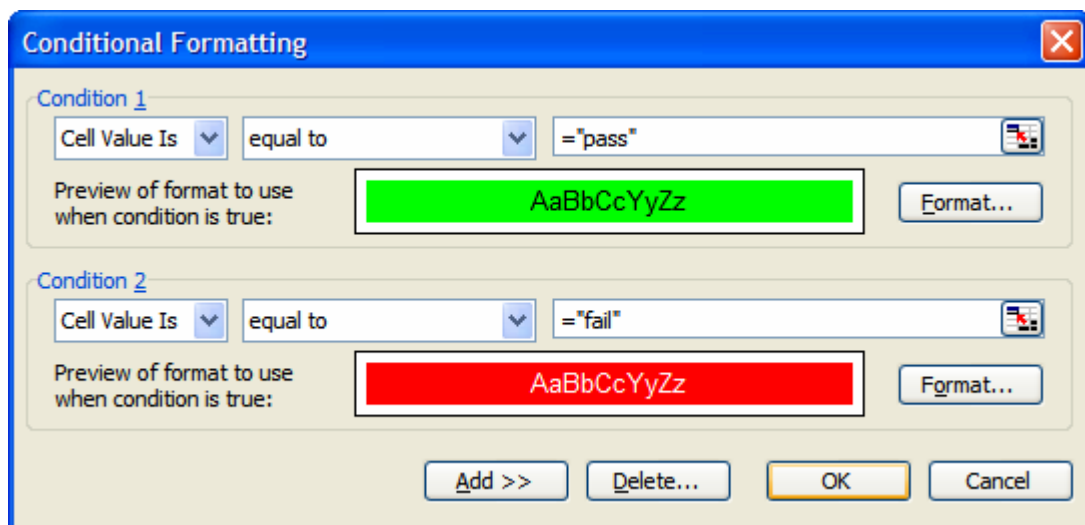 Conditional Formatting
Condition 1
Cell Value Is equal to ="pass"
Preview of format to use
when condition is true:
AaBbCcYyZz
Format...
Condition 2
Cell Value Is equal to ="fail"
Preview of format to use
when condition is true:
AaBbCcYyZz
Format...
Add >> Delete... OK Cancel